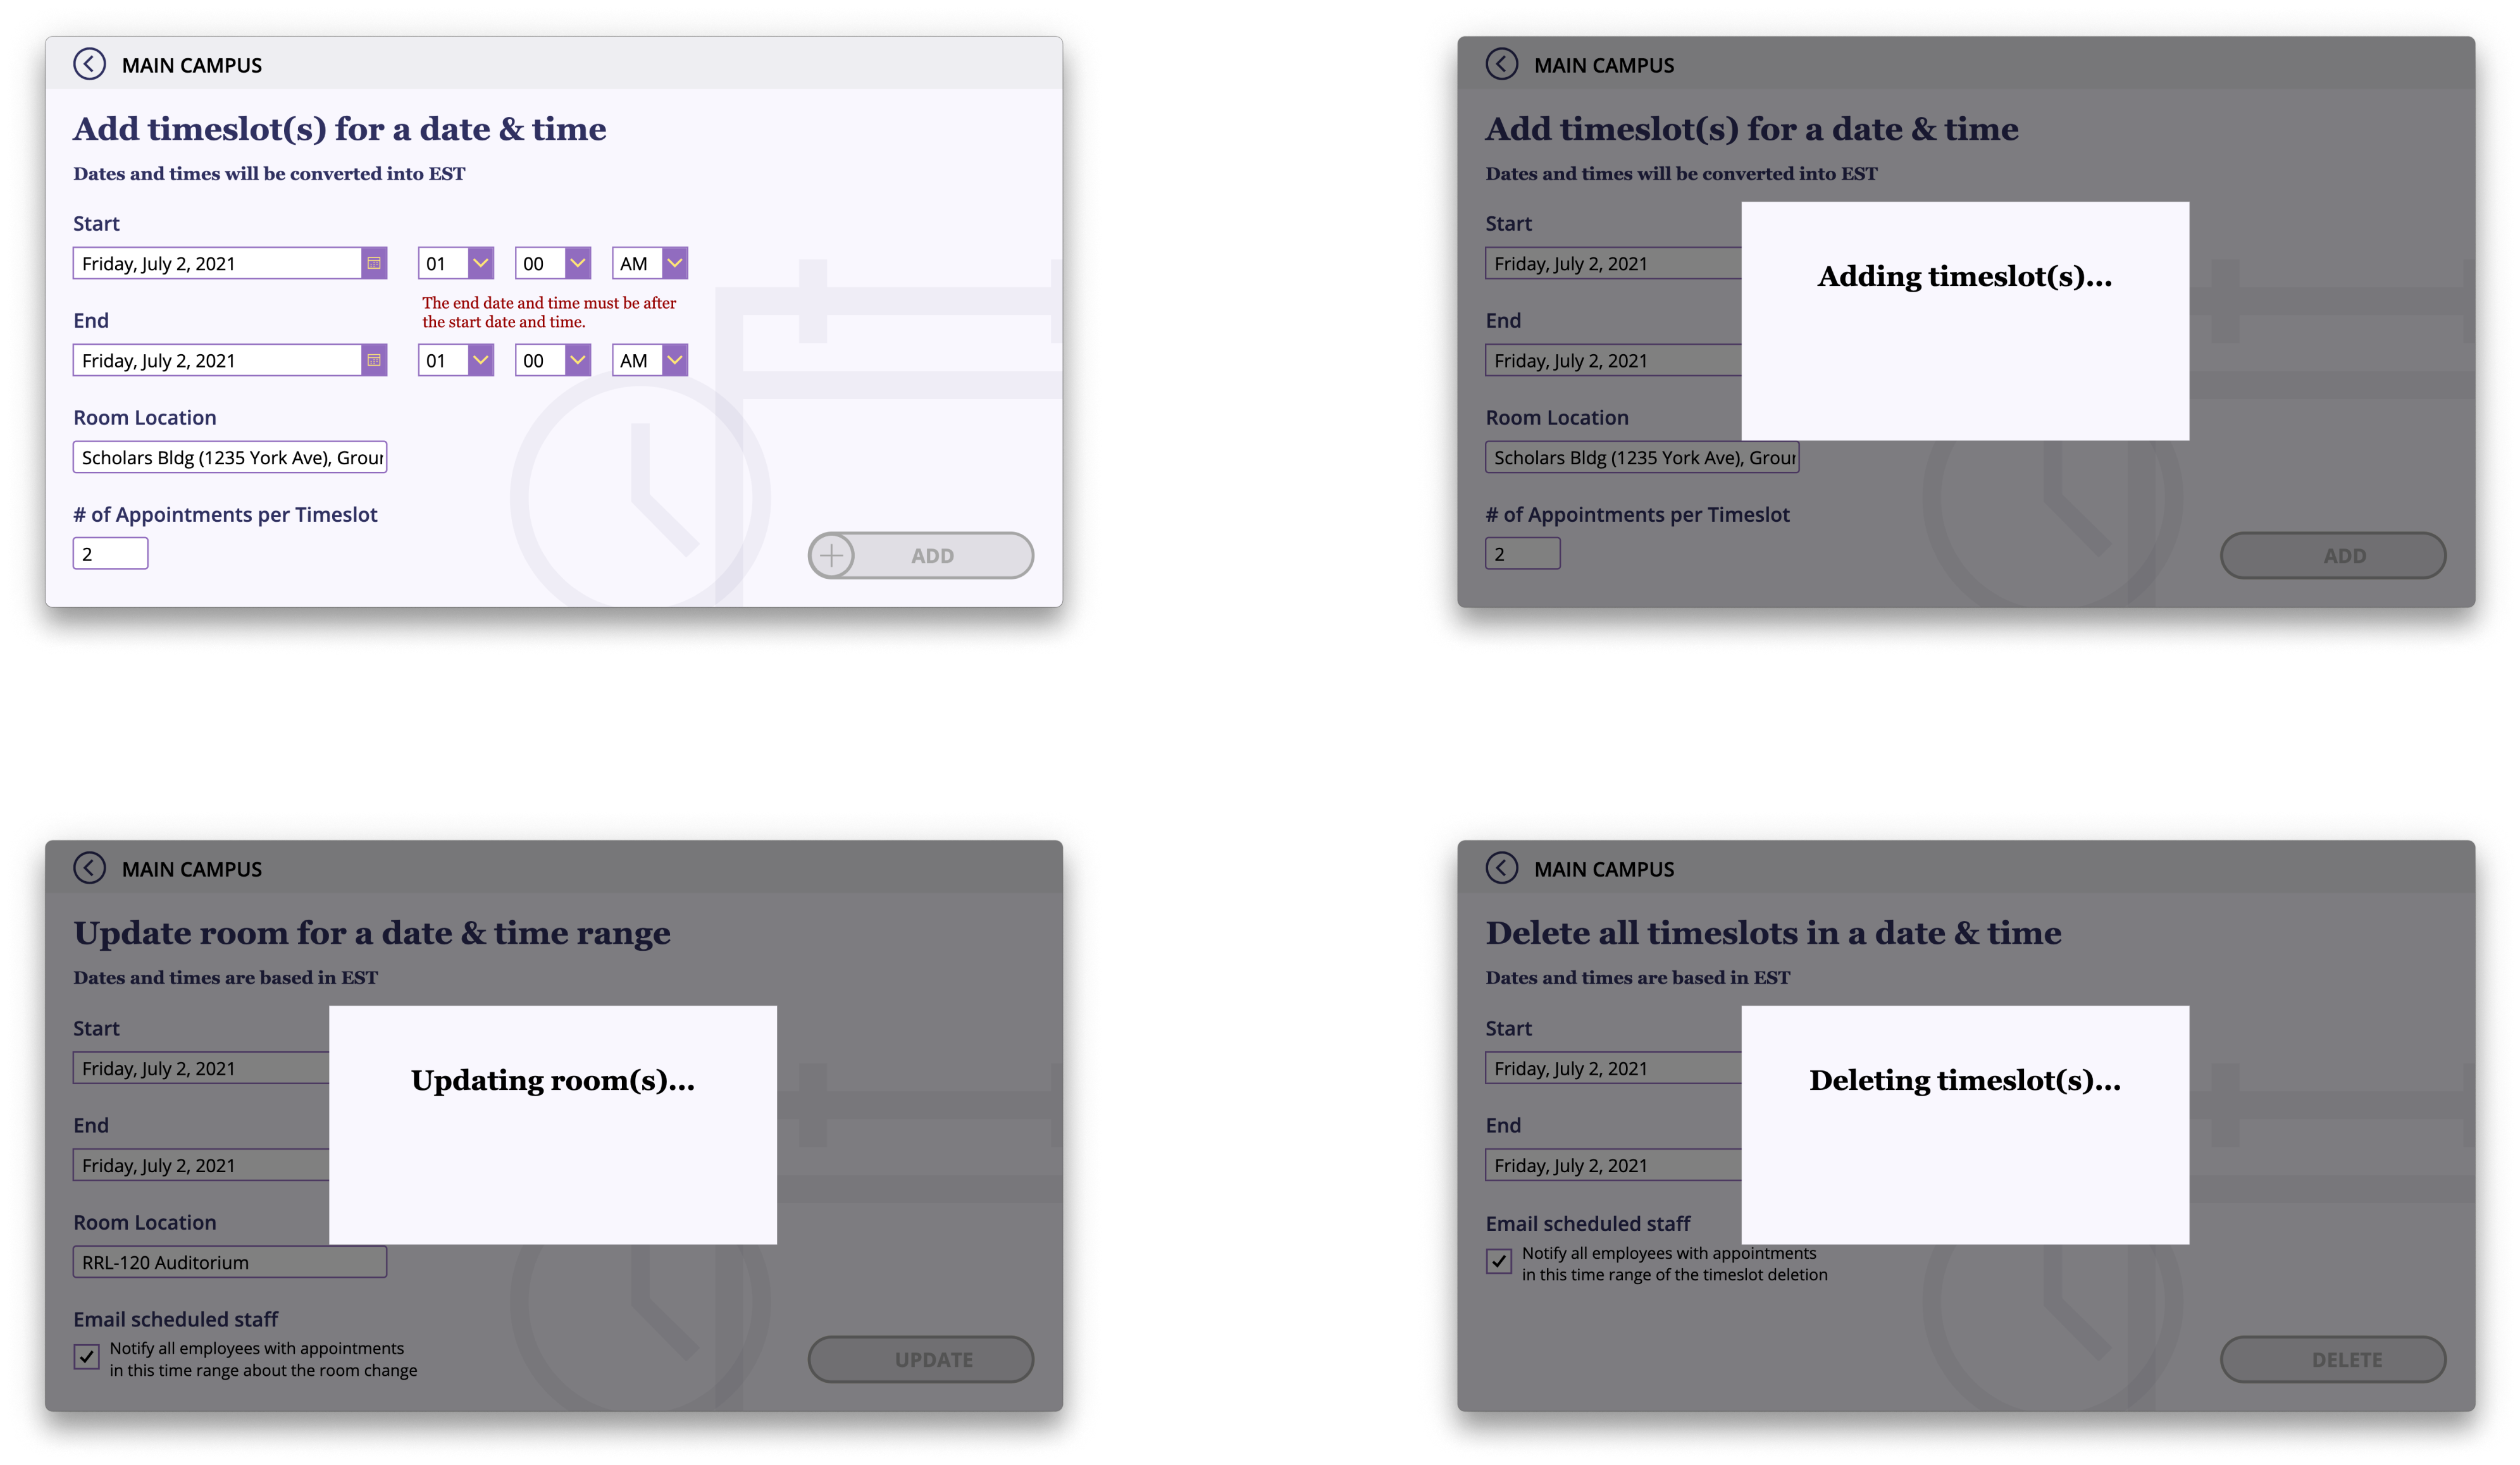 MAIN CAMPUS
Add timeslot(s) for a date & time
Dates and times will be converted into EST
Start
Friday, July 2, 2021 01 00 AM
The end date and time must be after
the start date and time.
End
Friday, July 2, 2021 01 00 AM
Room Location
Scholars Bldg (1235 York Ave), Grour
# of Appointments per Timeslot
2
ADD
MAIN CAMPUS
Add timeslot(s) for a date & time
Dates and times will be converted into EST
Start
Friday, July 2, 2021
Adding timeslot(s)...
End
Friday, July 2, 2021
Room Location
Scholars Bldg (1235 York Ave), Grour
# of Appointments per Timeslot
2
ADD
MAIN CAMPUS
Update room for a date & time range
Dates and times are based in EST
Start
Friday, July 2, 2021
Updating room(s)...
End
Friday, July 2, 2021
Room Location
RRL-120 Auditorium
Email scheduled staff
Notify all employees with appointments
in this time range about the room change
UPDATE
MAIN CAMPUS
Delete all timeslots in a date & time
Dates and times are based in EST
Start
Friday, July 2, 2021
Deleting timeslot(s)...
End
Friday, July 2, 2021
Email scheduled staff
Notify all employees with appointments
in this time range of the timeslot deletion
DELETE